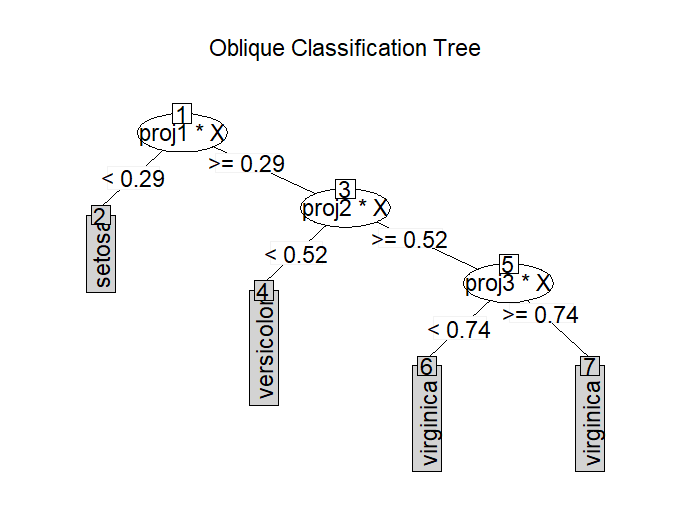 Oblique Classification Tree
1
proj1 * X
< 0.29
>= 0.29
2
setosa
3
proj2 * X
< 0.52
>= 0.52
4
versicolor
5
proj3 * X
< 0.74
>= 0.74
6
virginica
7
virginica